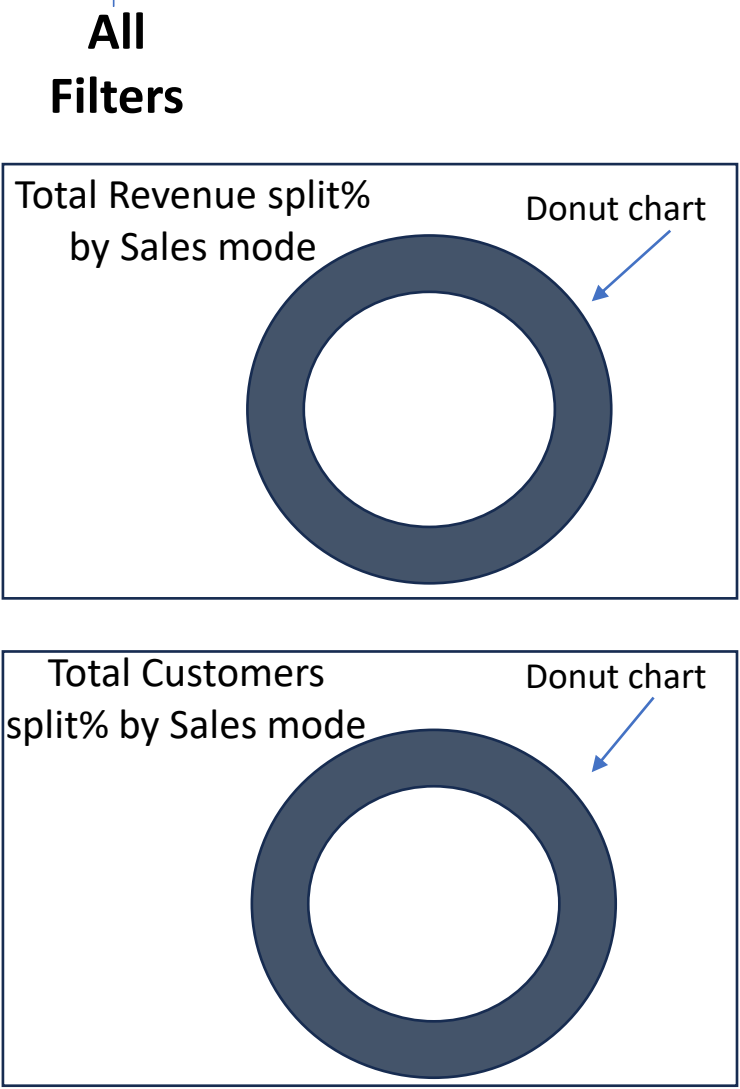 All
Filters
Total Revenue split%
by Sales mode
Donut chart
Total Customers
split% by Sales mode
Donut chart